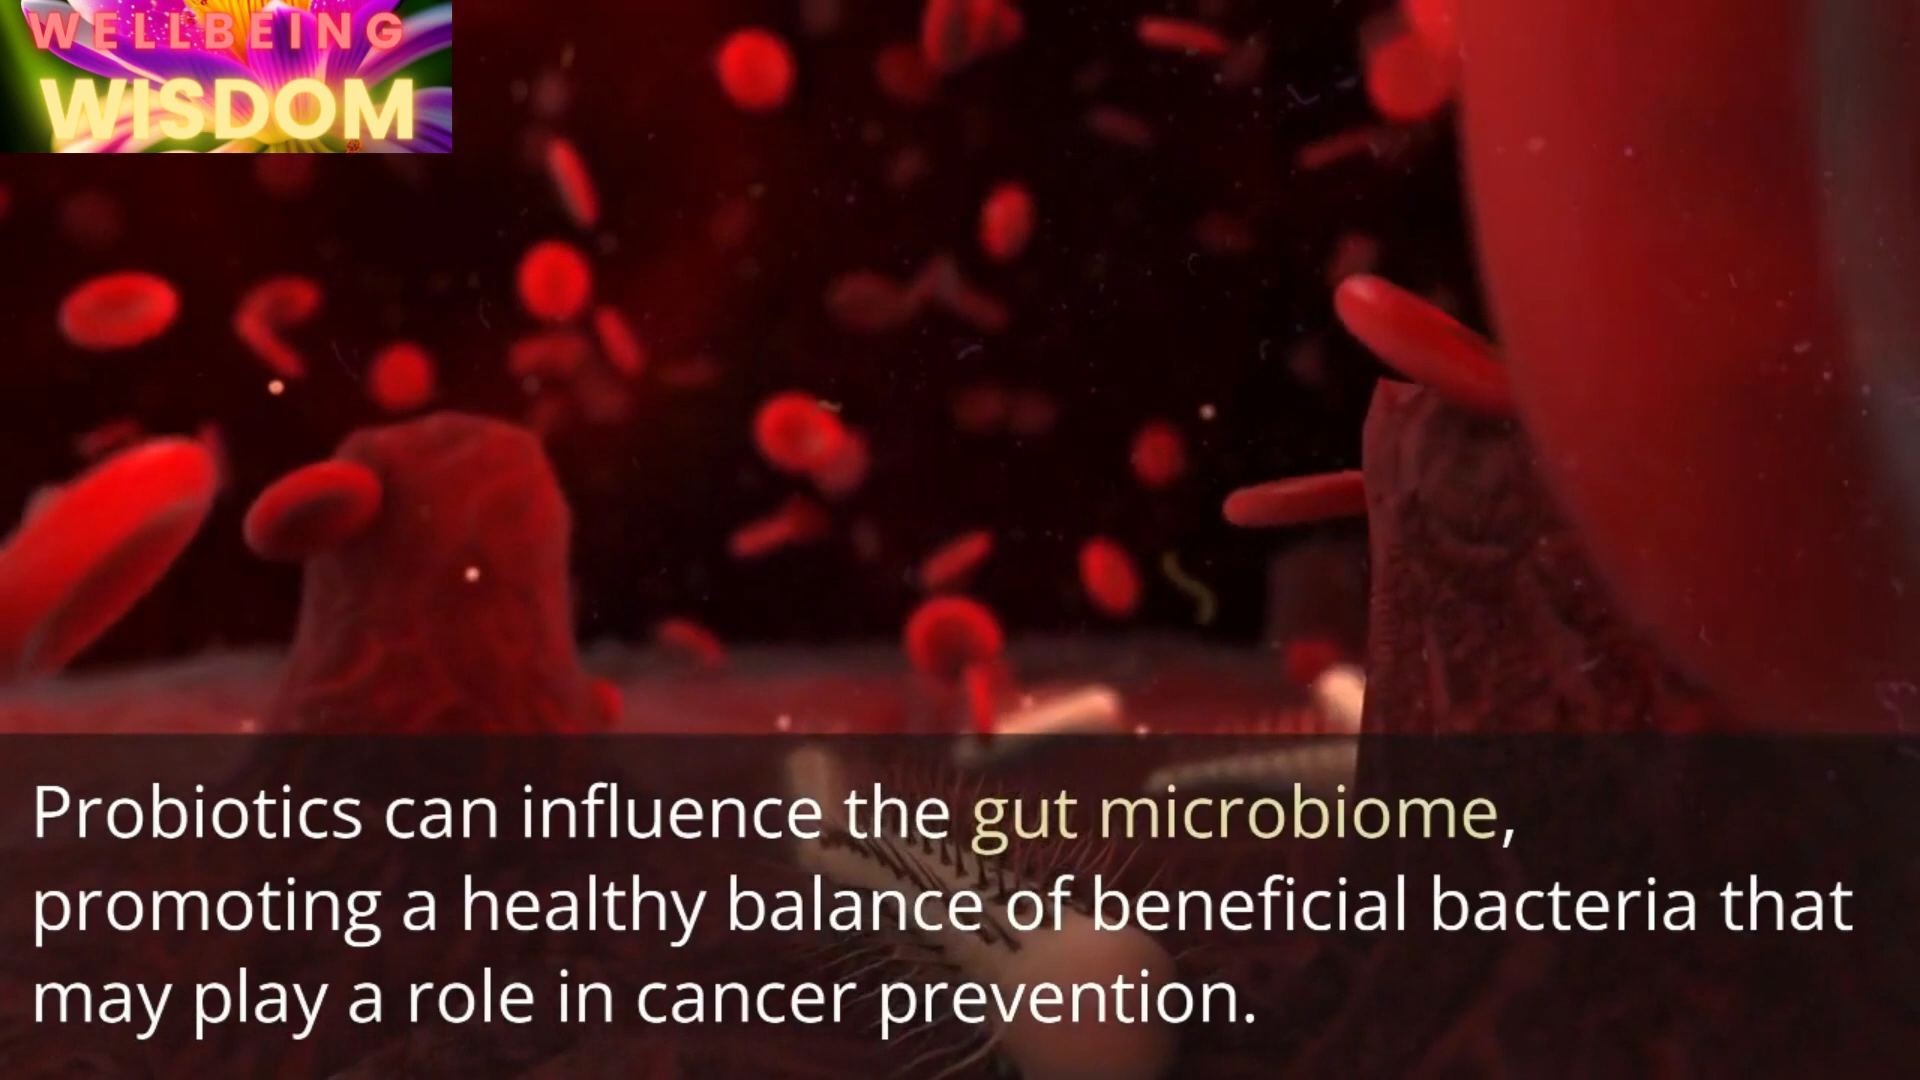 WELLBEING
WISDOM
Probiotics can influence the gut microbiome,
promoting a healthy balance of beneficial bacteria that
may play a role in cancer prevention.